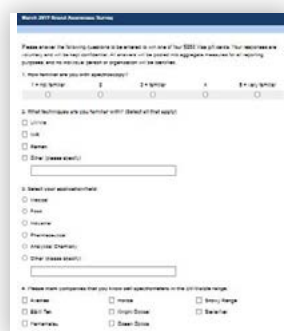 March 2017 Brand Awareness Survey
Please answer the following questions to be entered to win one of four $250 Visa gift cards. Your responses are
voluntary and will be kept confidential. All answers will be pooled into aggregate measures for all reporting
purposes, and no individual person or organization will be identified.
1. How familiar are you with spectroscopy?
1 = not familiar 2 3 = familiar 4 5 = very familiar
2. What techniques are you familiar with? (Select all that apply)
UV-Vis
NIR
Raman
Other (please specify)
3. Select your application/field:
Medical
Food
Industrial
Pharmaceutical
Analytical Chemistry
Other (please specify)
4. Please mark companies that you know sell spectrometers in the UV-Visible range:
Avantes Horiba Snowy Range
B&W Tek Knight Optical StellarNet
Hamamatsu Ocean Optics